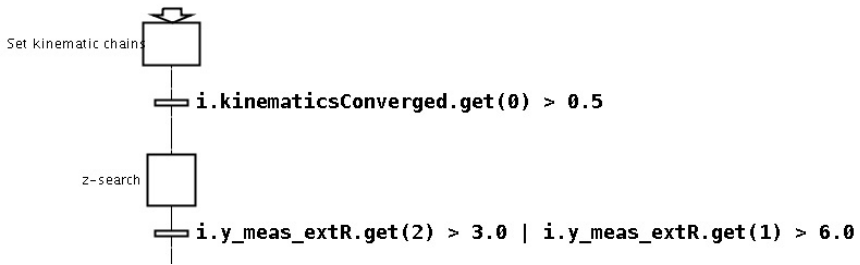 Set kinematic chains
i.kinematicsConverged.get(0) > 0.5
z-search
i.y_meas_extR.get(2) > 3.0 | i.y_meas_extR.get(1) > 6.0